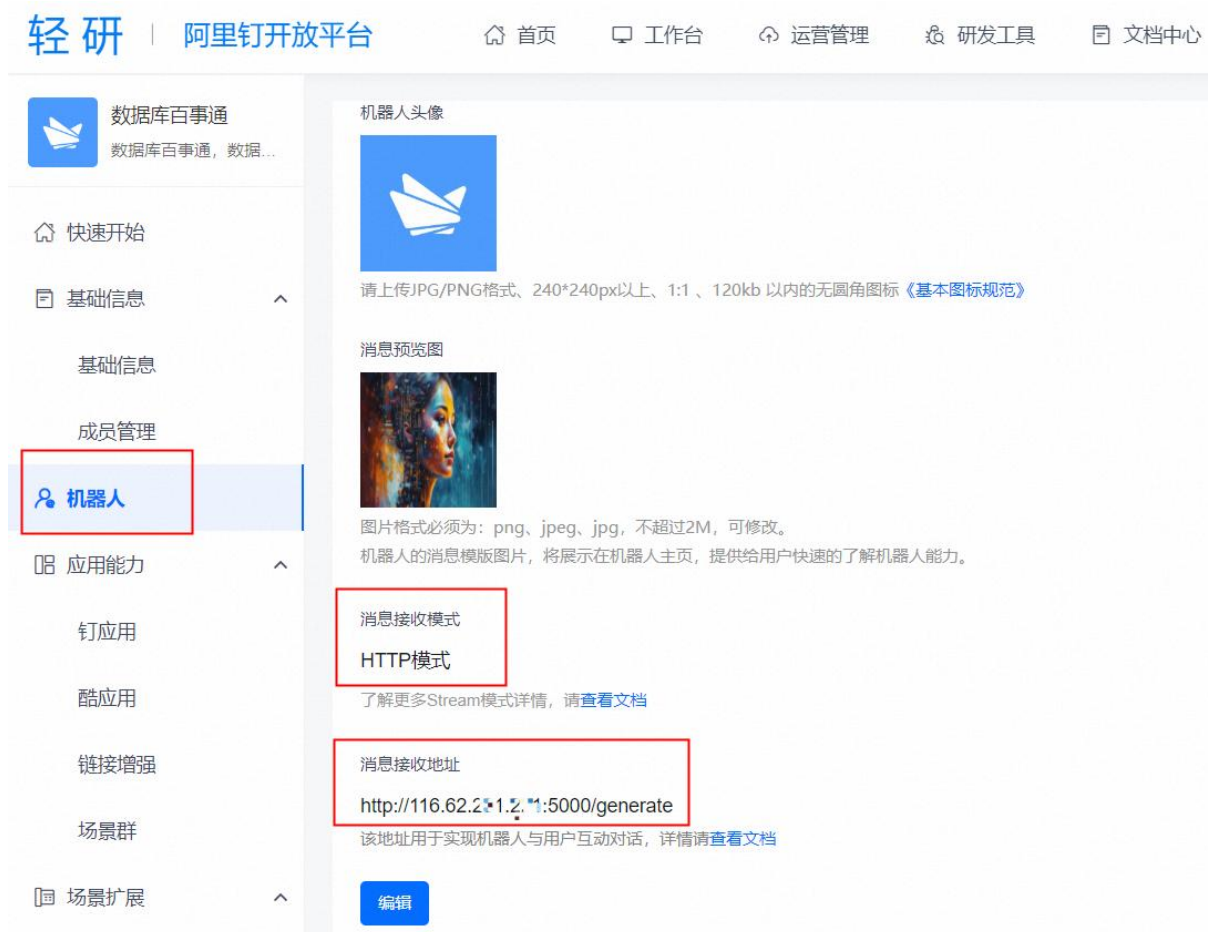 轻研 阿里钉开放平台 首页 工作台 运营管理 研发工具 文档中心
数据库百事通
数据库百事通，数据...
快速开始
基础信息
基础信息
成员管理
机器人
应用能力
钉应用
酷应用
链接增强
场景群
场景扩展
机器人头像
请上传JPG/PNG格式、240*240px以上、1:1 、120kb 以内的无圆角图标《基本图标规范》
消息预览图
图片格式必须为：png、jpeg、jpg，不超过2M，可修改。
机器人的消息模版图片，将展示在机器人主页，提供给用户快速的了解机器人能力。
消息接收模式
HTTP模式
了解更多Stream模式详情，请查看文档
消息接收地址
http://116.62.2 :5000/generate
该地址用于实现机器人与用户互动对话，详情请查看文档
编辑